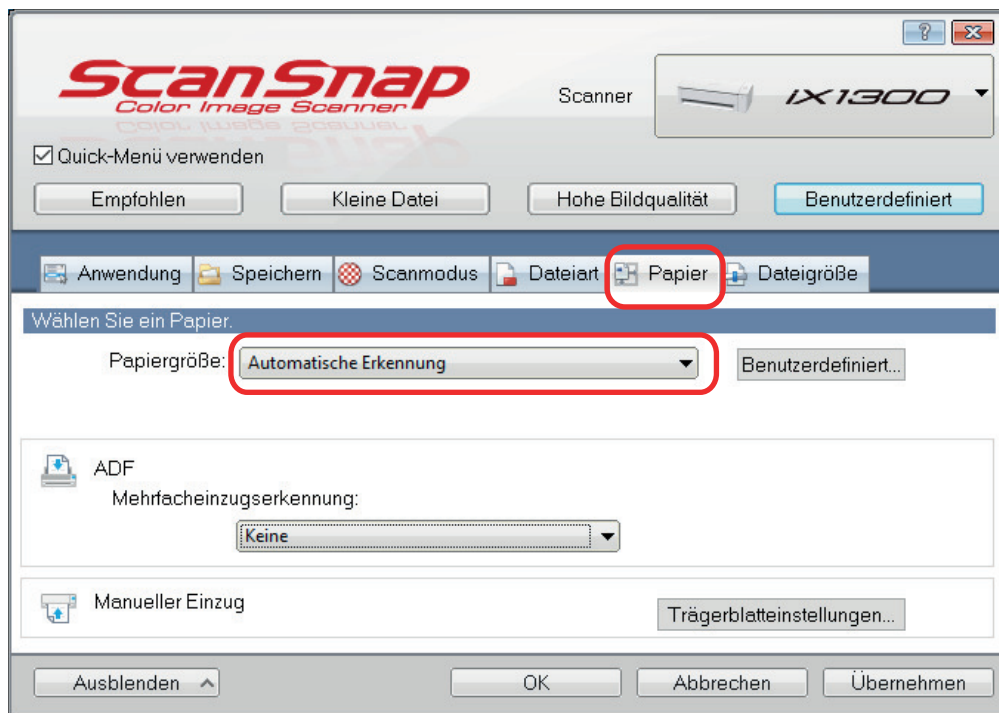 ScanSnap
Color Image Scanner
Scanner
iX1300
Quick-Menü verwenden
Empfohlen Kleine Datei Hohe Bildqualität Benutzerdefiniert
Anwendung Speichern Scanmodus Dateiart Papier Dateigröße
Wählen Sie ein Papier.
Papiergröße: Automatische Erkennung Benutzerdefiniert...
ADF
Mehrfacheinzugserkennung:
Keine
Manueller Einzug
Trägerblatteinstellungen...
Ausblenden OK Abbrechen Übernehmen